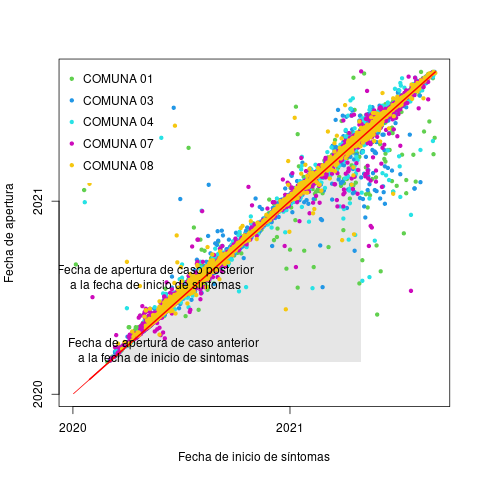 COMUNA 01
COMUNA 03
COMUNA 04
COMUNA 07
COMUNA 08
Fecha de apertura de caso posterior
a la fecha de inicio de síntomas
Fecha de apertura de caso anterior
a la fecha de inicio de sintomas
Fecha de apertura
2021
2020
2020
2021
Fecha de inicio de síntomas